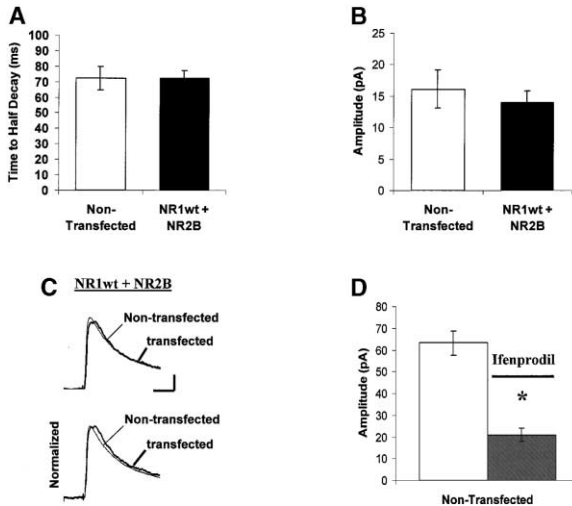 A
Time to Half Decay (ms)
100
90
80
70
60
50
40
30
20
10
0
Non-
Transfected
NR1wt +
NR2B
B
Amplitude (pA)
25
20
15
10
5
0
Non-
Transfected
NR1wt +
NR2B
C
NR1wt + NR2B
Non-transfected
transfected
Normalized
Non-transfected
transfected
D
Amplitude (pA)
80
70
60
50
40
30
20
10
0
Ifenprodil
*
Non-Transfected